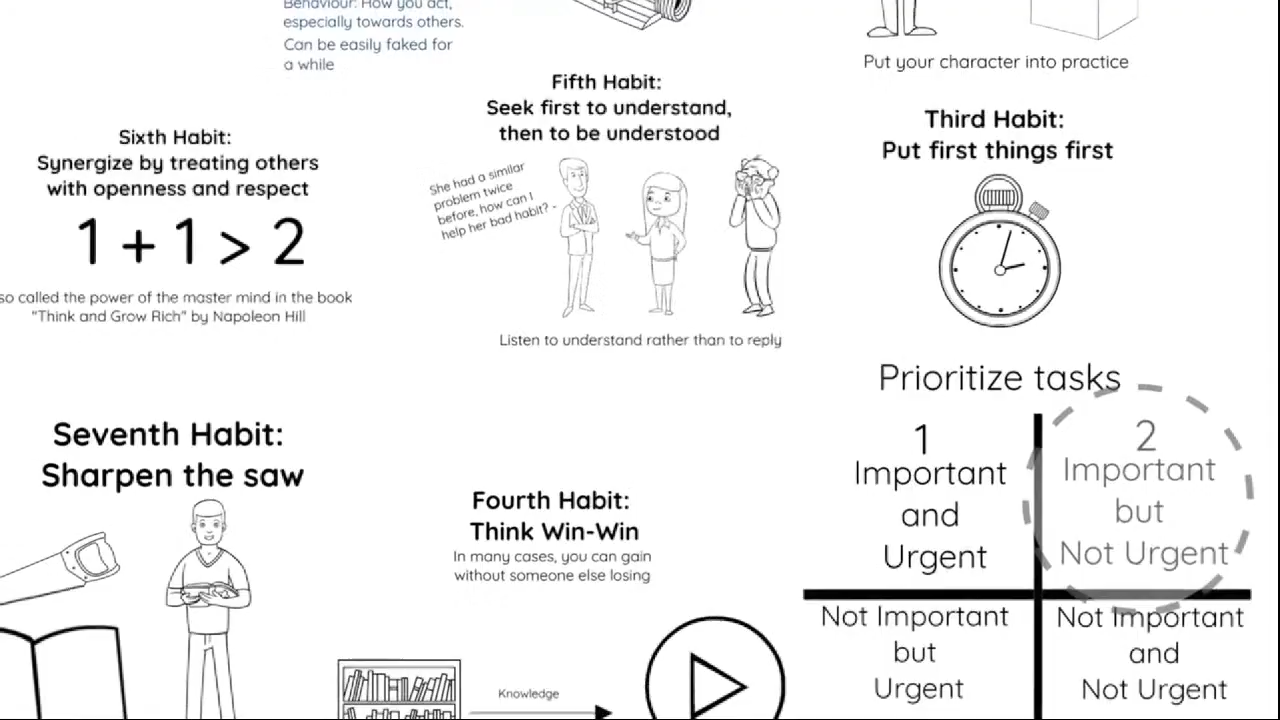 Behaviour: How you act,
especially towards others.
Can be easily faked for
a while
Put your character into practice
Fifth Habit:
Seek first to understand,
then to be understood
She had a similar
problem twice
before, how can I
help her bad habit? -
Listen to understand rather than to reply
Third Habit:
Put first things first
Sixth Habit:
Synergize by treating others
with openness and respect
1 + 1 > 2
so called the power of the master mind in the book
"Think and Grow Rich" by Napoleon Hill
Prioritize tasks
1
Important
and
Urgent
2
Important
but
Not Urgent
Not Important
but
Urgent
Not Important
and
Not Urgent
Seventh Habit:
Sharpen the saw
Fourth Habit:
Think Win-Win
In many cases, you can gain
without someone else losing
Knowledge